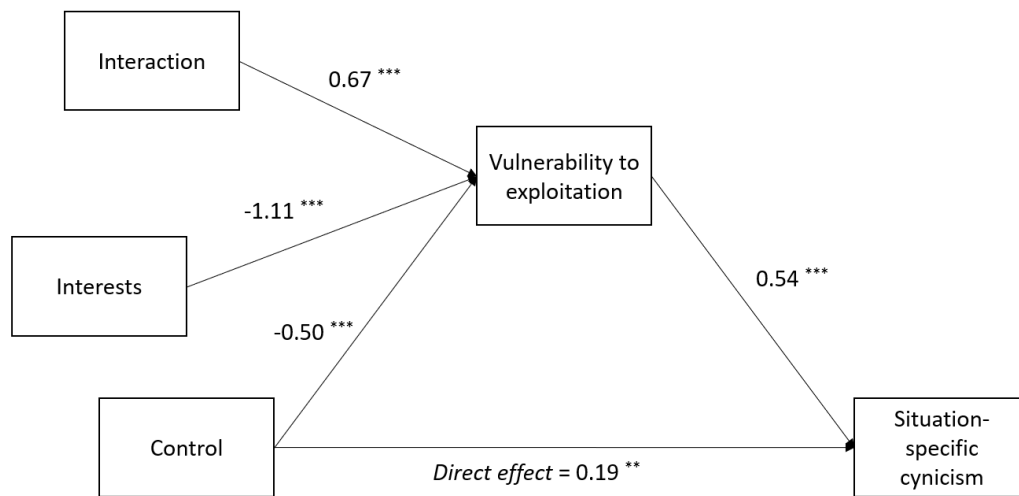 Interaction
0.67 ***
Vulnerability to
exploitation
-1.11 ***
Interests
0.54 ***
-0.50 ***
Control
Situation-
specific
cynicism
Direct effect = 0.19 **